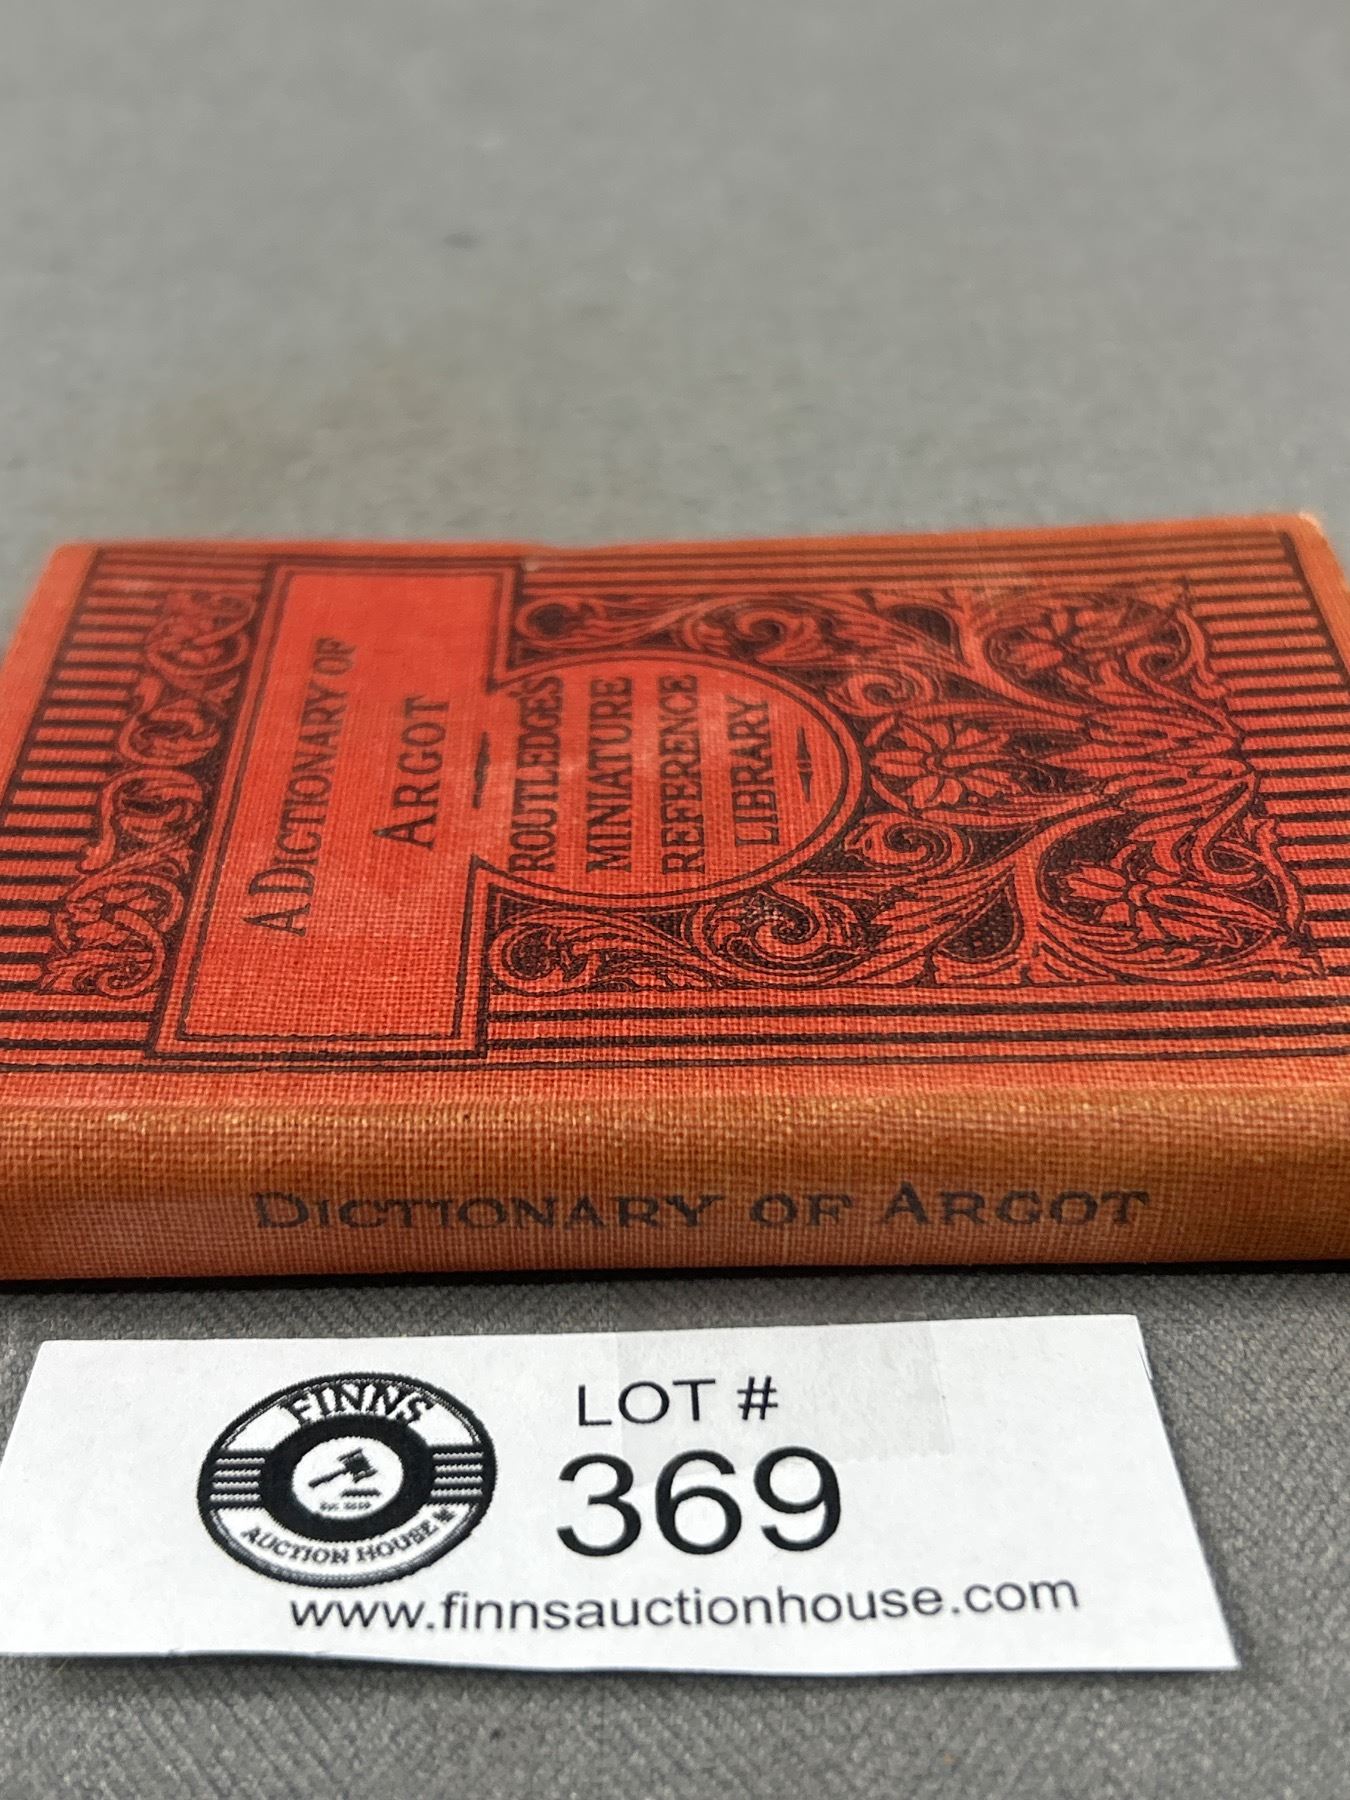 A DICTIONARY OF
ARGOT
ROUTLEDGE'S
MINIATURE
REFERENCE
LIBRARY
DICTIONARY OF ARGOT
FINNS
AUCTION HOUSE
LOT #
369
www.finnsauctionhouse.com